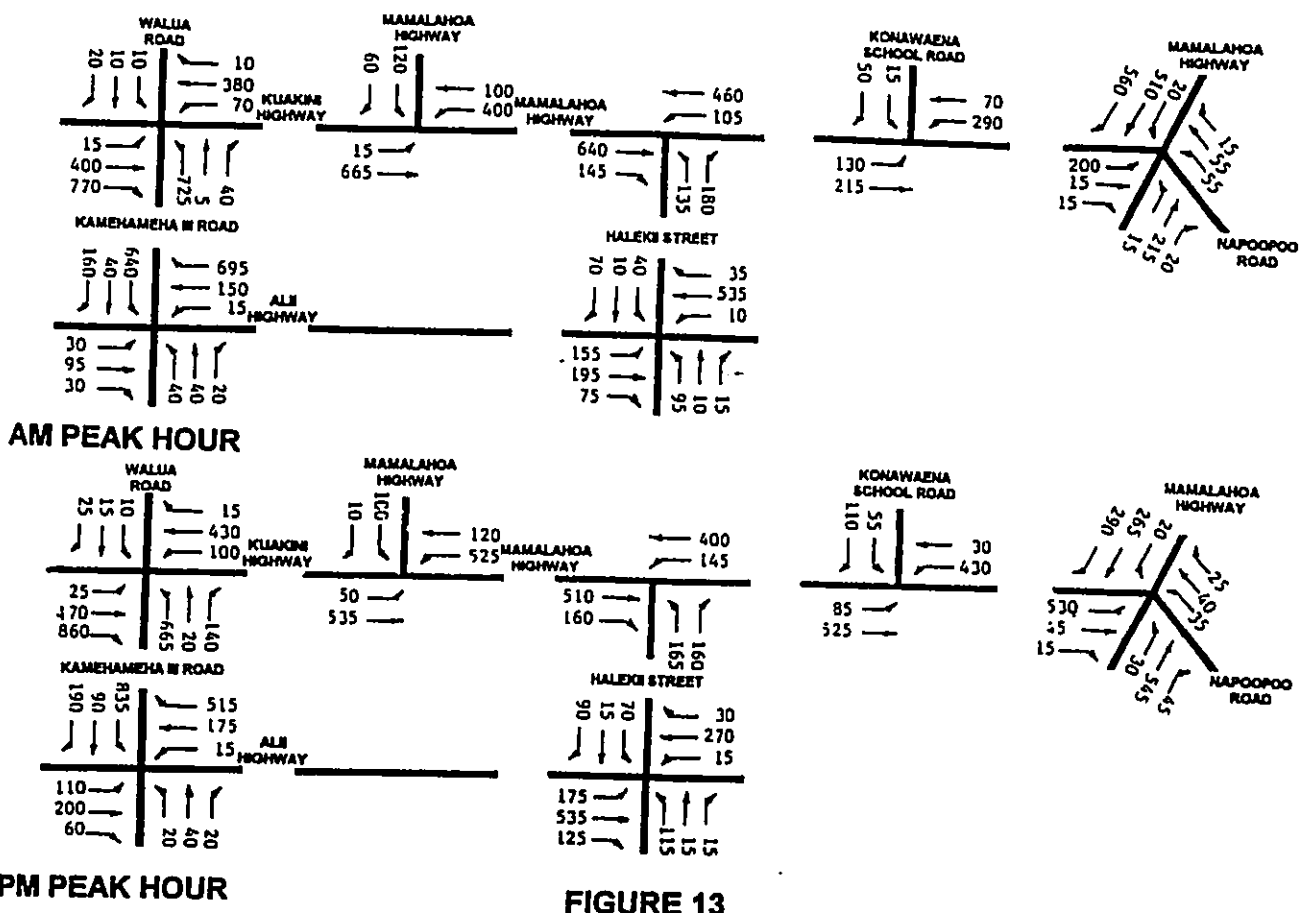 WALUA
ROAD
20 10 10
10
380
70
KUAKINI
HIGHWAY
15
400
770
725 5 40
MAMALAHOA
HIGHWAY
60 120
100
400
15
665
MAMALAHOA
HIGHWAY
460
105
640
145
135 180
KONAWAENA
SCHOOL ROAD
50 15
70
290
130
215
MAMALAHOA
HIGHWAY
560 510 20
200
15
15
15 215 20
55
NAPOOPOO
ROAD
KAMEHAMEHA III ROAD
160 40 640
695
150
15
ALII
HIGHWAY
30
95
30
40 40 20
HALEKII STREET
70 10 40
35
535
10
155
195
75
95 10 15
AM PEAK HOUR
WALUA
ROAD
25 15 10
15
430
100
KUAKINI
HIGHWAY
25
470
860
665 20 140
MAMALAHOA
HIGHWAY
10 100
120
525
50
535
MAMALAHOA
HIGHWAY
400
145
510
160
165 160
KONAWAENA
SCHOOL ROAD
110 55
30
430
85
525
MAMALAHOA
HIGHWAY
290 265 20
25
40
35
530
45
15
30 545 45
NAPOOPOO
ROAD
KAMEHAMEHA III ROAD
190 90 835
515
175
15
ALII
HIGHWAY
110
200
60
20 40 20
HALEKII STREET
90 15 70
30
270
15
175
535
125
115 15 15
PM PEAK HOUR
FIGURE 13